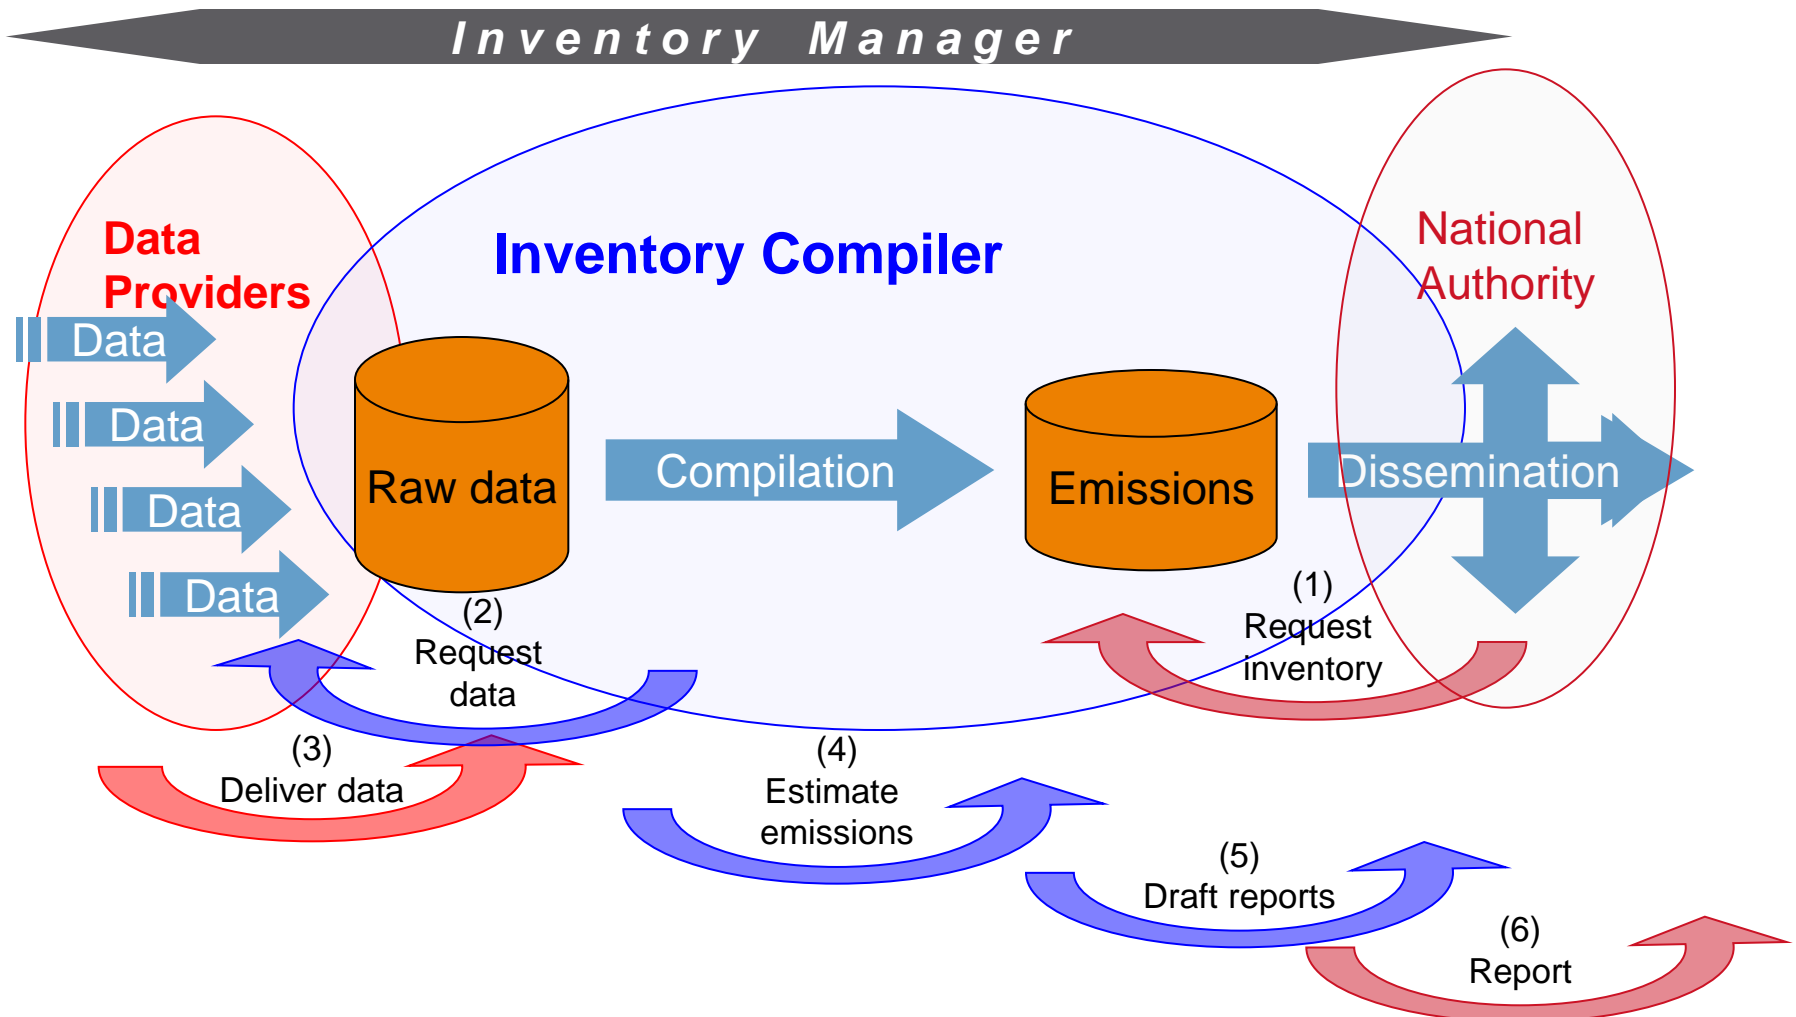 Inventory Manager
Data
Providers
Inventory Compiler
National
Authority
Data
Data
Data
Data
Raw data
Compilation
Emissions
Dissemination
(1)
Request
inventory
(2)
Request
data
(3)
Deliver data
(4)
Estimate
emissions
(5)
Draft reports
(6)
Report